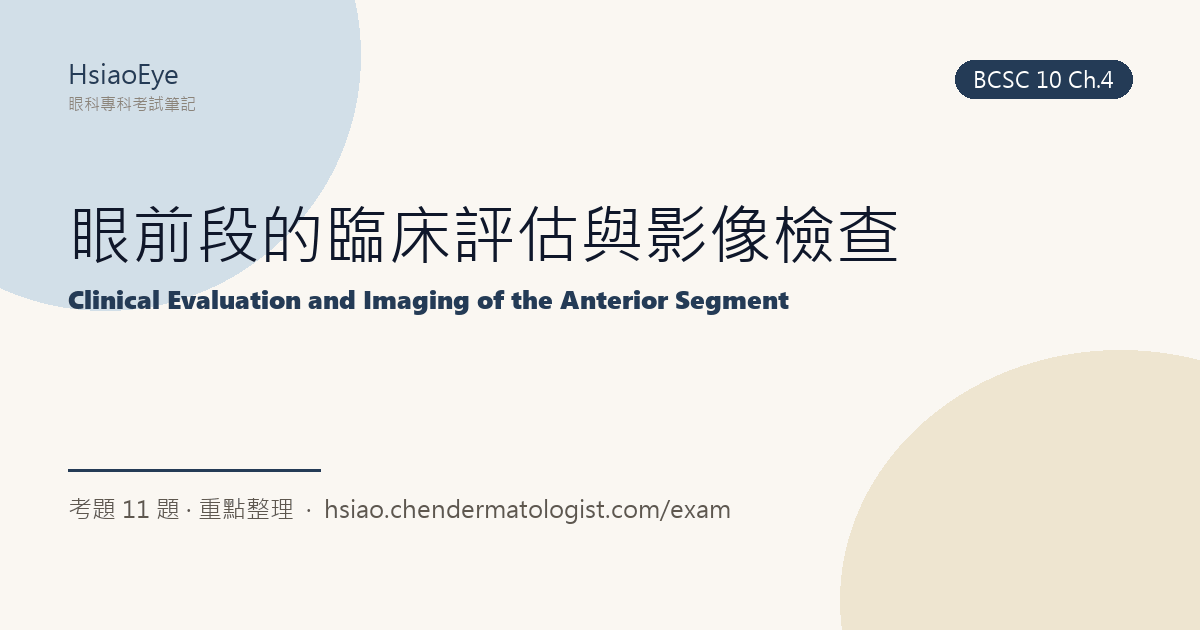 HsiaoEye
眼科專科考試筆記
BCSC 10 Ch.4
眼前段的臨床評估與影像檢查
Clinical Evaluation and Imaging of the Anterior Segment
考題 11 題 · 重點整理 · hsiao.chendermatologist.com/exam